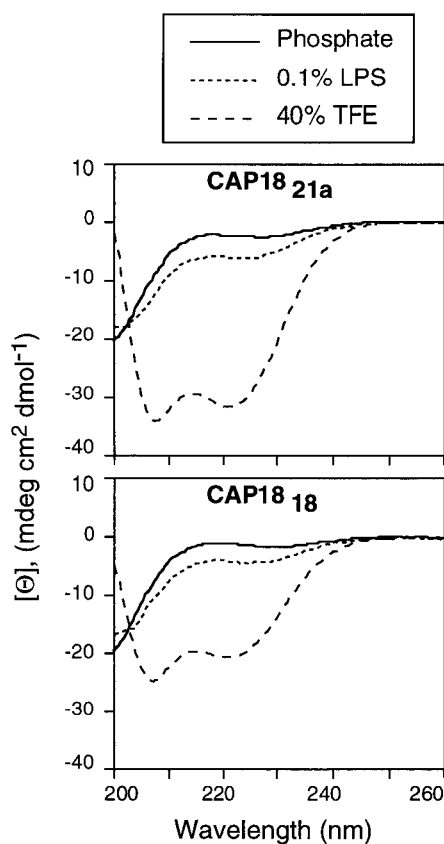 Phosphate
0.1% LPS
40% TFE
CAP18 21a
10
0
-10
-20
-30
-40
CAP18 18
10
0
-10
-20
-30
-40
[Θ], (mdeg cm² dmol⁻¹)
200 220 240 260
Wavelength (nm)